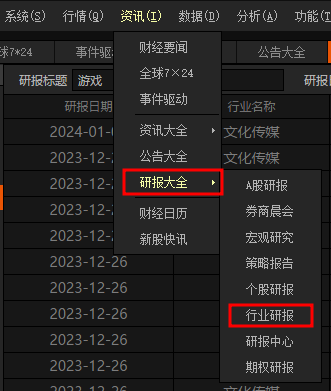 系统(S) 行情(Q) 资讯(I) 数据(D) 分析(A) 功能(
球7*24 事件驱动 公告大全
研报标题 游戏 研报
财经要闻
全球7×24
事件驱动
资讯大全
公告大全
研报大全
财经日历
新股快讯
A股研报
券商晨会
宏观研究
策略报告
个股研报
行业研报
研报中心
期权研报
研报日期 行业名称
2024-01-0 文化传媒
2023-12-2 文化传媒
2023-12-2
2023-12-2
2023-12-2
2023-12-26
2023-12-26
2023-12-26
2023-12-26
2023-12-26